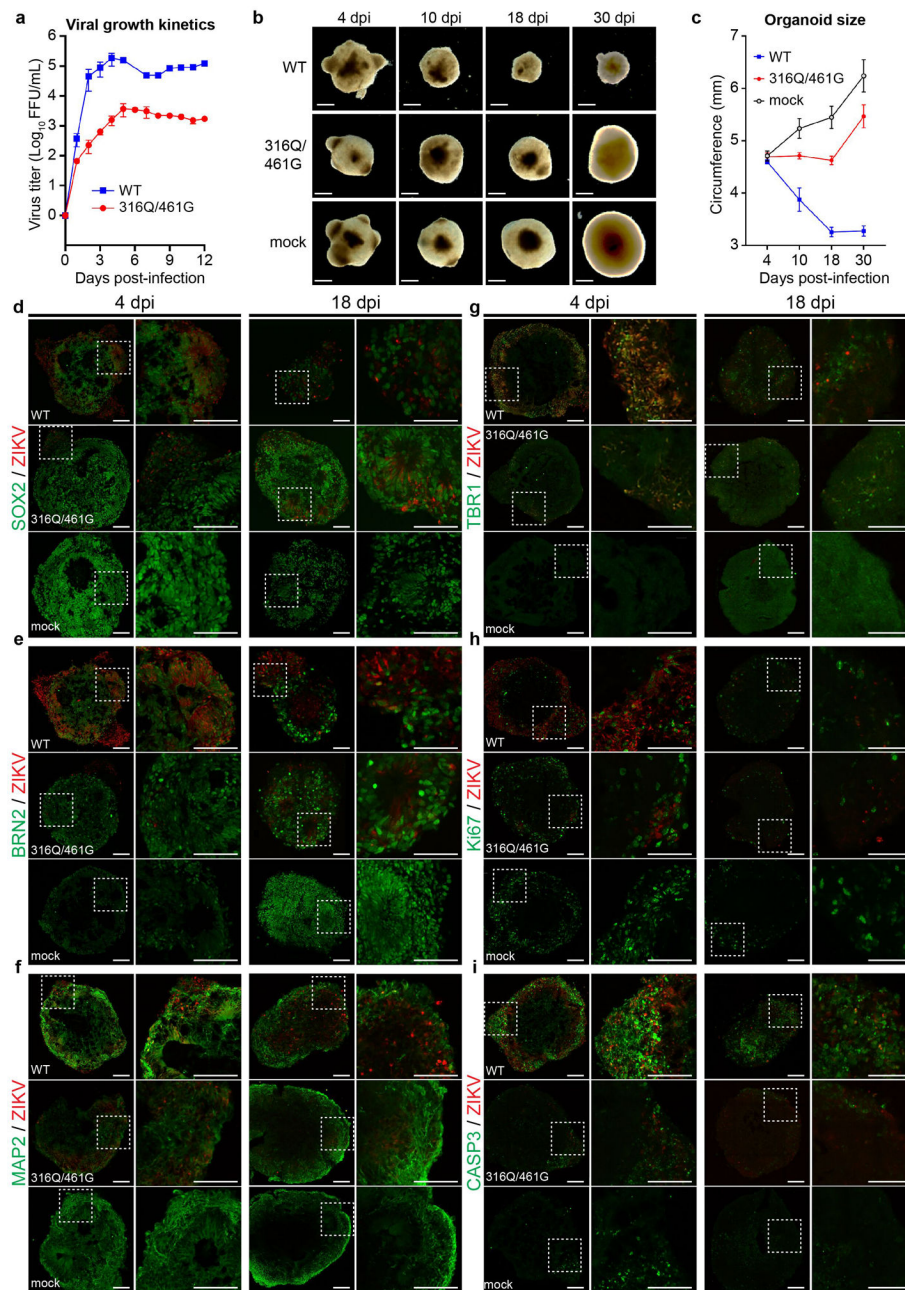 a
Viral growth kinetics
Virus titer (Log10 FFU/mL)
6
5
4
3
2
1
0
WT
316Q/461G
0
3
6
9
12
Days post-infection
b
4 dpi
10 dpi
18 dpi
30 dpi
WT
316Q/
461G
mock
c
Organoid size
WT
316Q/461G
mock
Circumference (mm)
7
6
5
4
3
4
10
18
30
Days post-infection
d
4 dpi
18 dpi
SOX2 / ZIKV
WT
316Q/461G
mock
g
4 dpi
18 dpi
TBR1 / ZIKV
WT
316Q/461G
mock
e
BRN2 / ZIKV
WT
316Q/461G
mock
h
Ki67 / ZIKV
WT
316Q/461G
mock
f
MAP2 / ZIKV
WT
316Q/461G
mock
i
CASP3 / ZIKV
WT
316Q/461G
mock